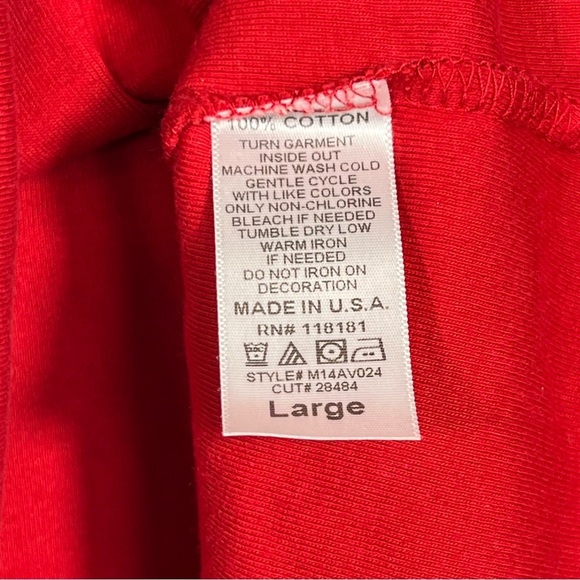 100% COTTON
TURN GARMENT
INSIDE OUT
MACHINE WASH COLD
GENTLE CYCLE
WITH LIKE COLORS
ONLY NON-CHLORINE
BLEACH IF NEEDED
TUMBLE DRY LOW
WARM IRON
IF NEEDED
DO NOT IRON ON
DECORATION
MADE IN U.S.A.
RN# 118181
STYLE# M14AV024
CUT# 28484
Large